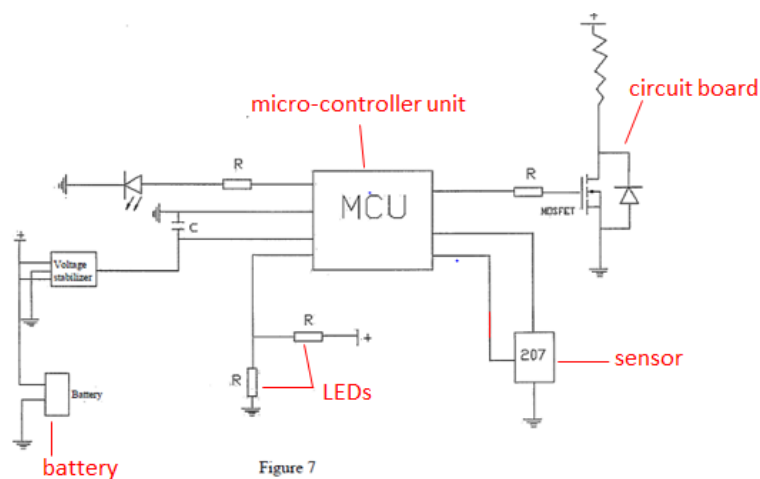 micro-controller unit
circuit board
R
MCU
R
MOSFET
C
Voltage
stabilizer
R
207
sensor
R
LEDs
Battery
battery
Figure 7